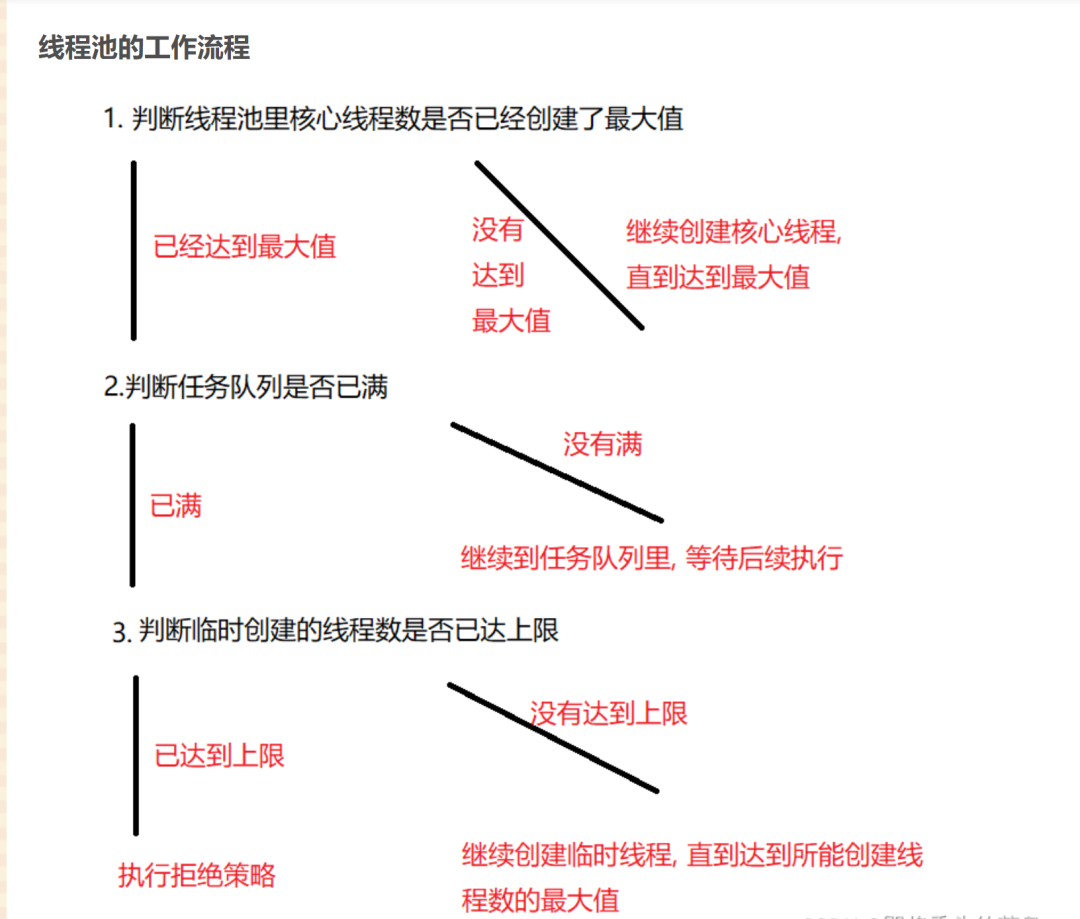 线程池的工作流程
1. 判断线程池里核心线程数是否已经创建了最大值
已经达到最大值
没有
达到
最大值
继续创建核心线程,
直到达到最大值
2.判断任务队列是否已满
已满
没有满
继续到任务队列里, 等待后续执行
3. 判断临时创建的线程数是否已达上限
已达到上限
没有达到上限
执行拒绝策略
继续创建临时线程, 直到达到所能创建线
程数的最大值